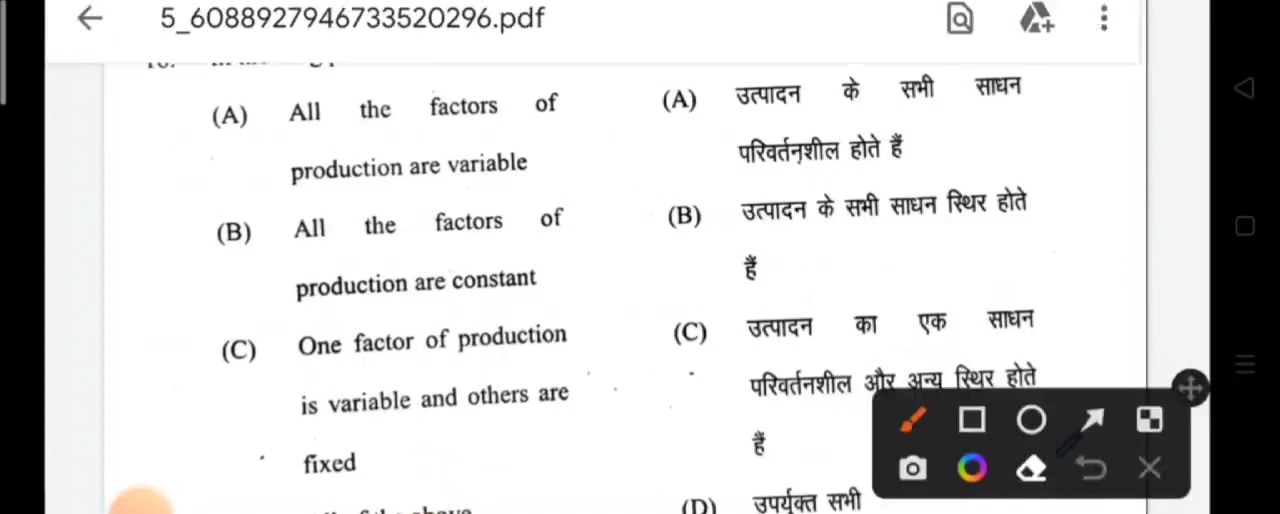 5_6088927946733520296.pdf
(A) All the factors of
production are variable
(B) All the factors of
production are constant
(C) One factor of production
is variable and others are
fixed
(A) उत्पादन के सभी साधन
परिवर्तनशील होते हैं
(B) उत्पादन के सभी साधन स्थिर होते
हैं
(C) उत्पादन का एक साधन
परिवर्तनशील और अन्य स्थिर होते
हैं
(D) उपर्युक्त सभी